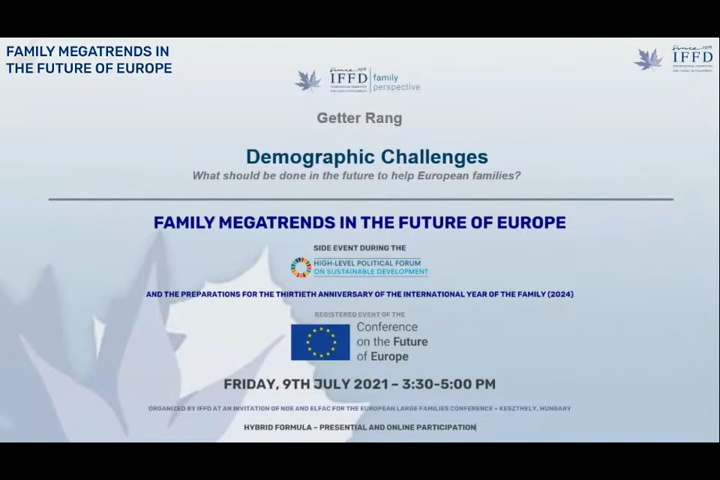 FAMILY MEGATRENDS IN
THE FUTURE OF EUROPE
IFFD
family
perspective
IFFD
Getter Rang
Demographic Challenges
What should be done in the future to help European families?
FAMILY MEGATRENDS IN THE FUTURE OF EUROPE
SIDE EVENT DURING THE
HIGH-LEVEL POLITICAL FORUM
ON SUSTAINABLE DEVELOPMENT
AND THE PREPARATIONS FOR THE THIRTIETH ANNIVERSARY OF THE INTERNATIONAL YEAR OF THE FAMILY (2024)
REGISTERED EVENT OF THE
Conference
on the Future
of Europe
FRIDAY, 9TH JULY 2021 – 3:30-5:00 PM
ORGANIZED BY IFFD AT AN INVITATION OF NOE AND ELFAC FOR THE EUROPEAN LARGE FAMILIES CONFERENCE – KESZTHELY, HUNGARY
HYBRID FORMULA – PRESENTIAL AND ONLINE PARTICIPATION